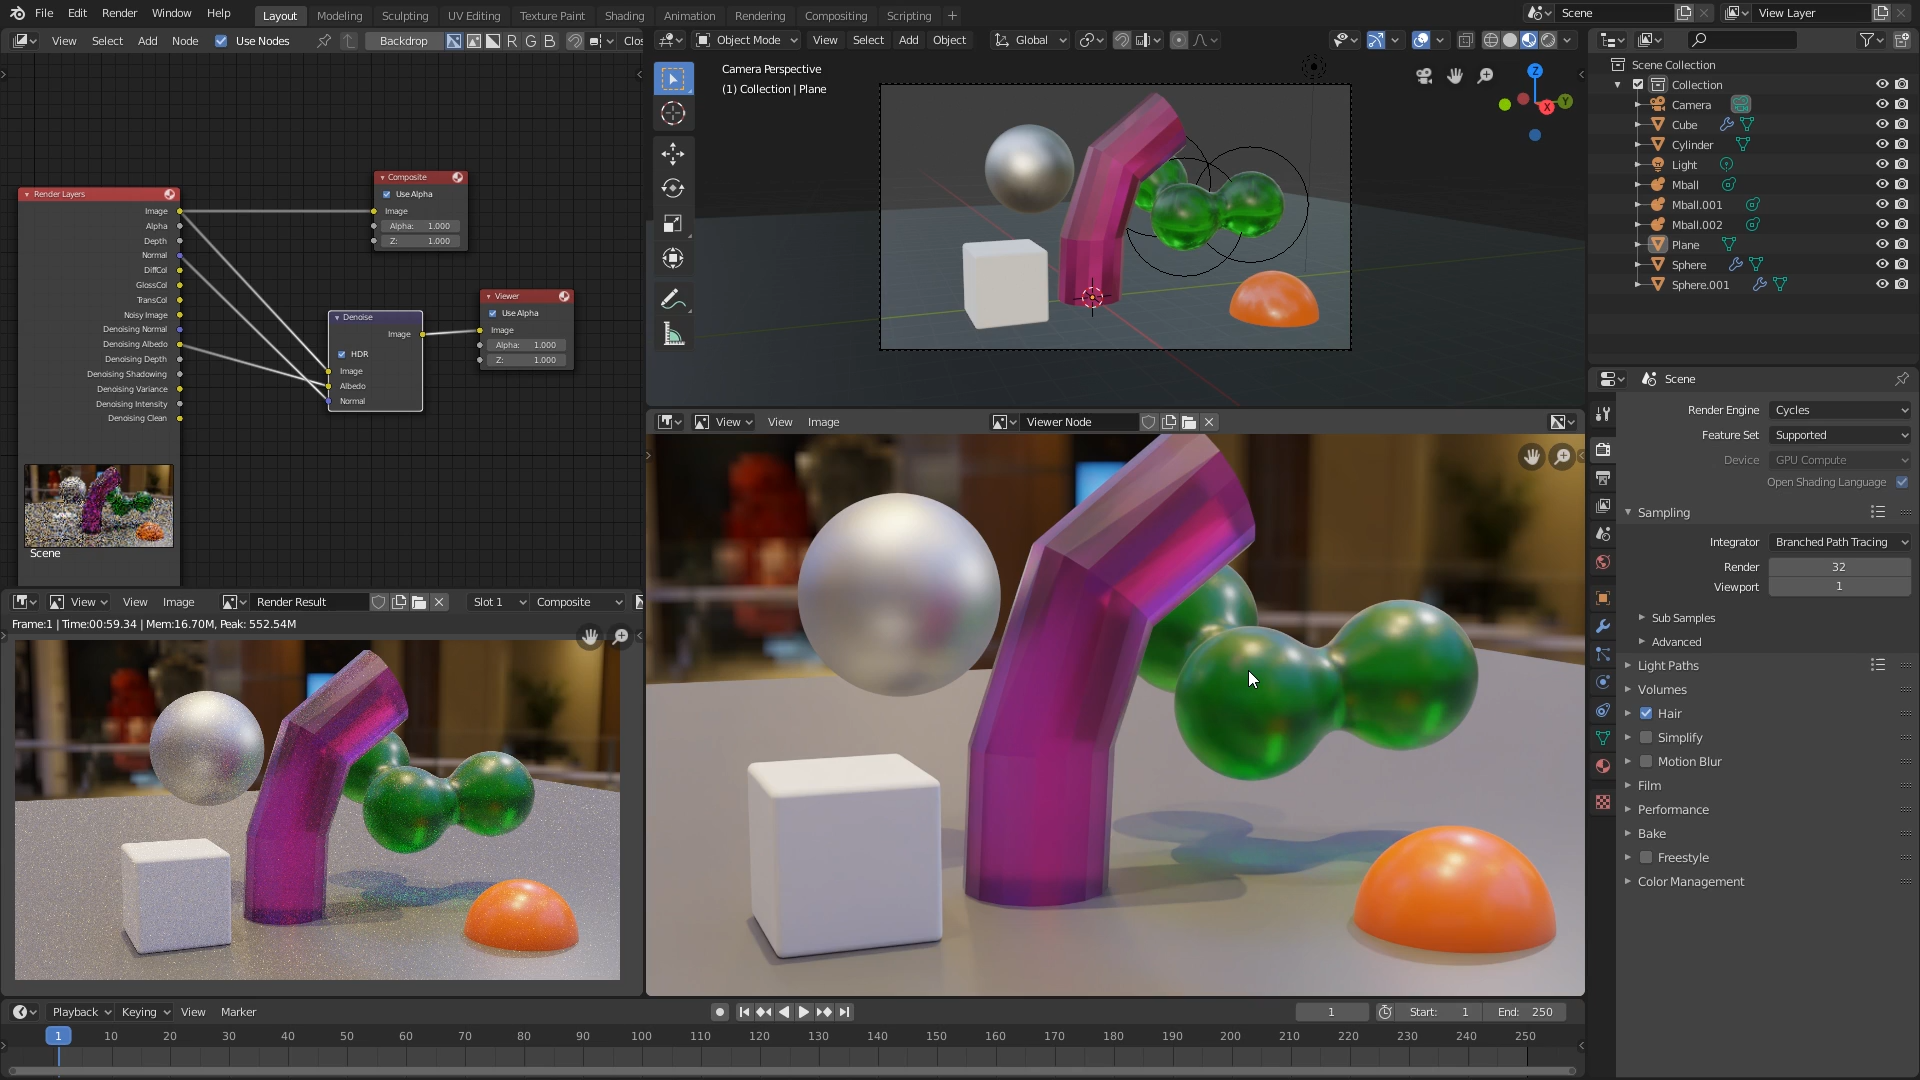 File Edit Render Window Help
Layout Modeling Sculpting UV Editing Texture Paint Shading Animation Rendering Compositing Scripting +
Scene
View Layer
View Select Add Node Use Nodes Backdrop R G B Clos
Object Mode View Select Add Object Global
Camera Perspective
(1) Collection | Plane
Z
X
Y
Scene Collection
Collection
Camera
Cube
Cylinder
Light
Mball
Mball.001
Mball.002
Plane
Sphere
Sphere.001
Render Layers
Image
Alpha
Depth
Normal
DiffCol
GlossCol
TransCol
Noisy Image
Denoising Normal
Denoising Albedo
Denoising Depth
Denoising Shadowing
Denoising Variance
Denoising Intensity
Denoising Clean
Scene
Composite
Use Alpha
Image
Alpha: 1.000
Z: 1.000
Denoise
Image
HDR
Image
Albedo
Normal
Viewer
Use Alpha
Image
Alpha: 1.000
Z: 1.000
View View Image Viewer Node
View View Image Render Result Slot 1 Composite
Frame:1 | Time:00:59.34 | Mem:16.70M, Peak: 552.54M
Scene
Render Engine Cycles
Feature Set Supported
Device GPU Compute
Open Shading Language
Sampling
Integrator Branched Path Tracing
Render 32
Viewport 1
Sub Samples
Advanced
Light Paths
Volumes
Hair
Simplify
Motion Blur
Film
Performance
Bake
Freestyle
Color Management
Playback Keying View Marker
1 Start: 1 End: 250
1 10 20 30 40 50 60 70 80 90 100 110 120 130 140 150 160 170 180 190 200 210 220 230 240 250